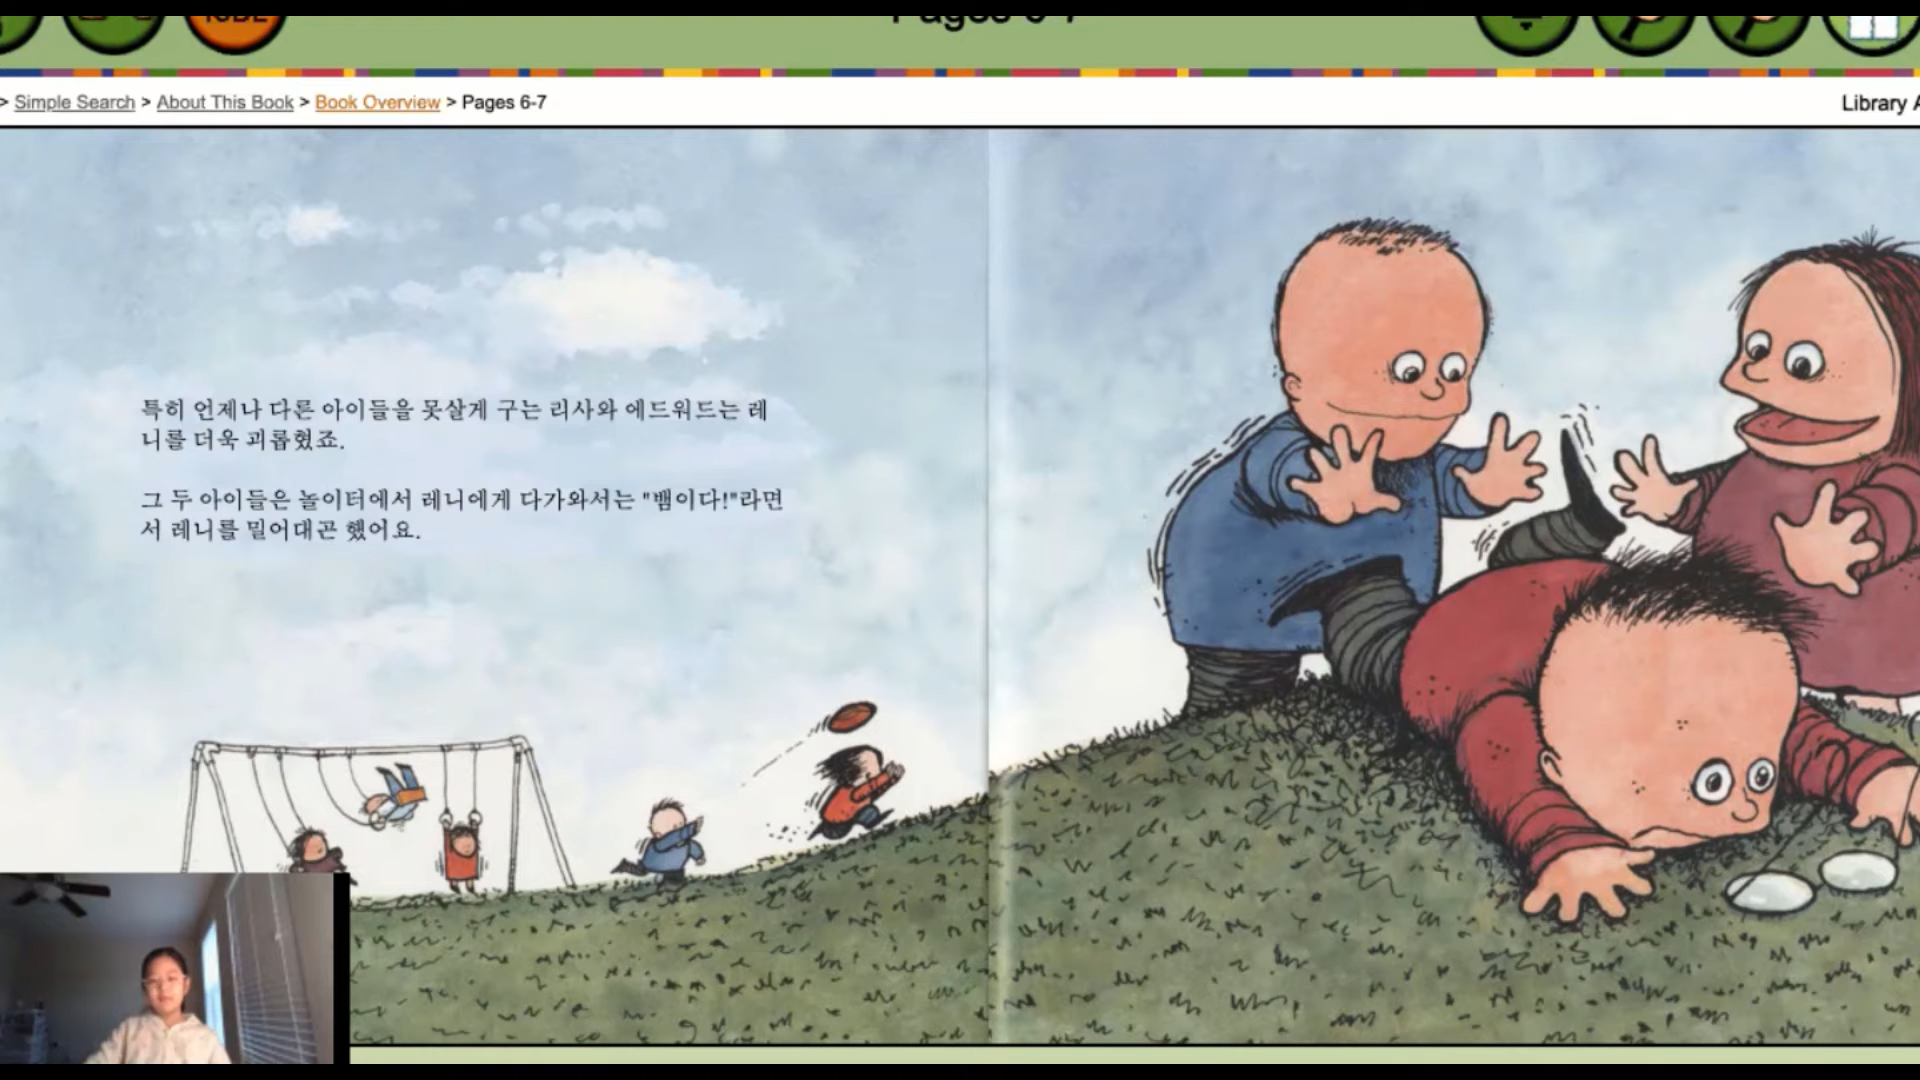 Pages 6-7
> Simple Search > About This Book > Book Overview > Pages 6-7
Library
특히 언제나 다른 아이들을 못살게 구는 리사와 에드워드는 레
니를 더욱 괴롭혔죠.
그 두 아이들은 놀이터에서 레니에게 다가와서는 "뱀이다!"라면
서 레니를 밀어대곤 했어요.